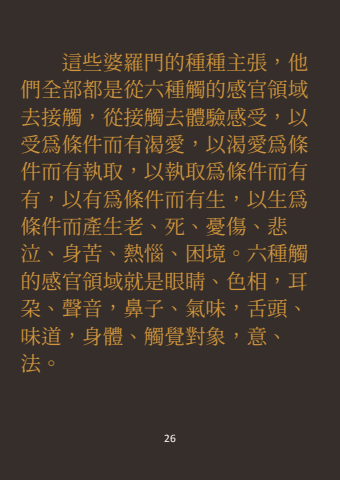 這些婆羅門的種種主張，他
們全部都是從六種觸的感官領域
去接觸，從接觸去體驗感受，以
受爲條件而有渴愛，以渴愛爲條
件而有執取，以執取爲條件而有
有，以有爲條件而有生，以生爲
條件而產生老、死、憂傷、悲
泣、身苦、熱惱、困境。六種觸
的感官領域就是眼睛、色相，耳
朶、聲音，鼻子、氣味，舌頭、
味道，身體、觸覺對象，意、
法。
26